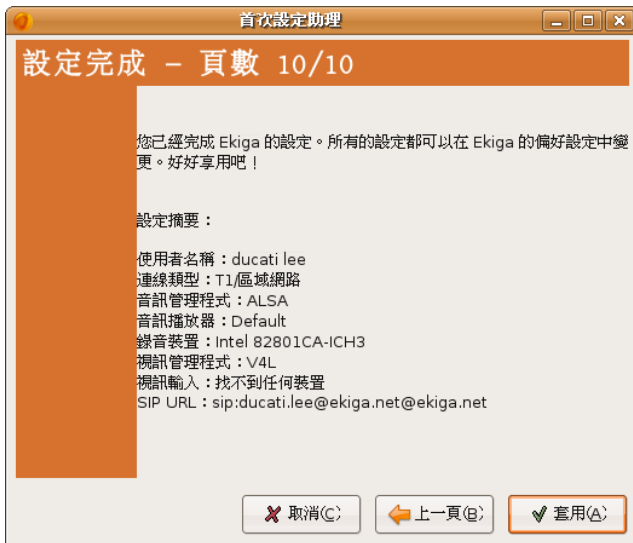 首次設定助理
設定完成 – 頁數 10/10
您已經完成 Ekiga 的設定。所有的設定都可以在 Ekiga 的偏好設定中變
更。好好享用吧！
設定摘要：
使用者名稱：ducati lee
連線類型：T1/區域網路
音訊管理程式：ALSA
音訊播放器：Default
錄音裝置：Intel 82801CA-ICH3
視訊管理程式：V4L
視訊輸入：找不到任何裝置
SIP URL：sip:ducati.lee@ekiga.net@ekiga.net
取消(C)
上一頁(B)
套用(A)